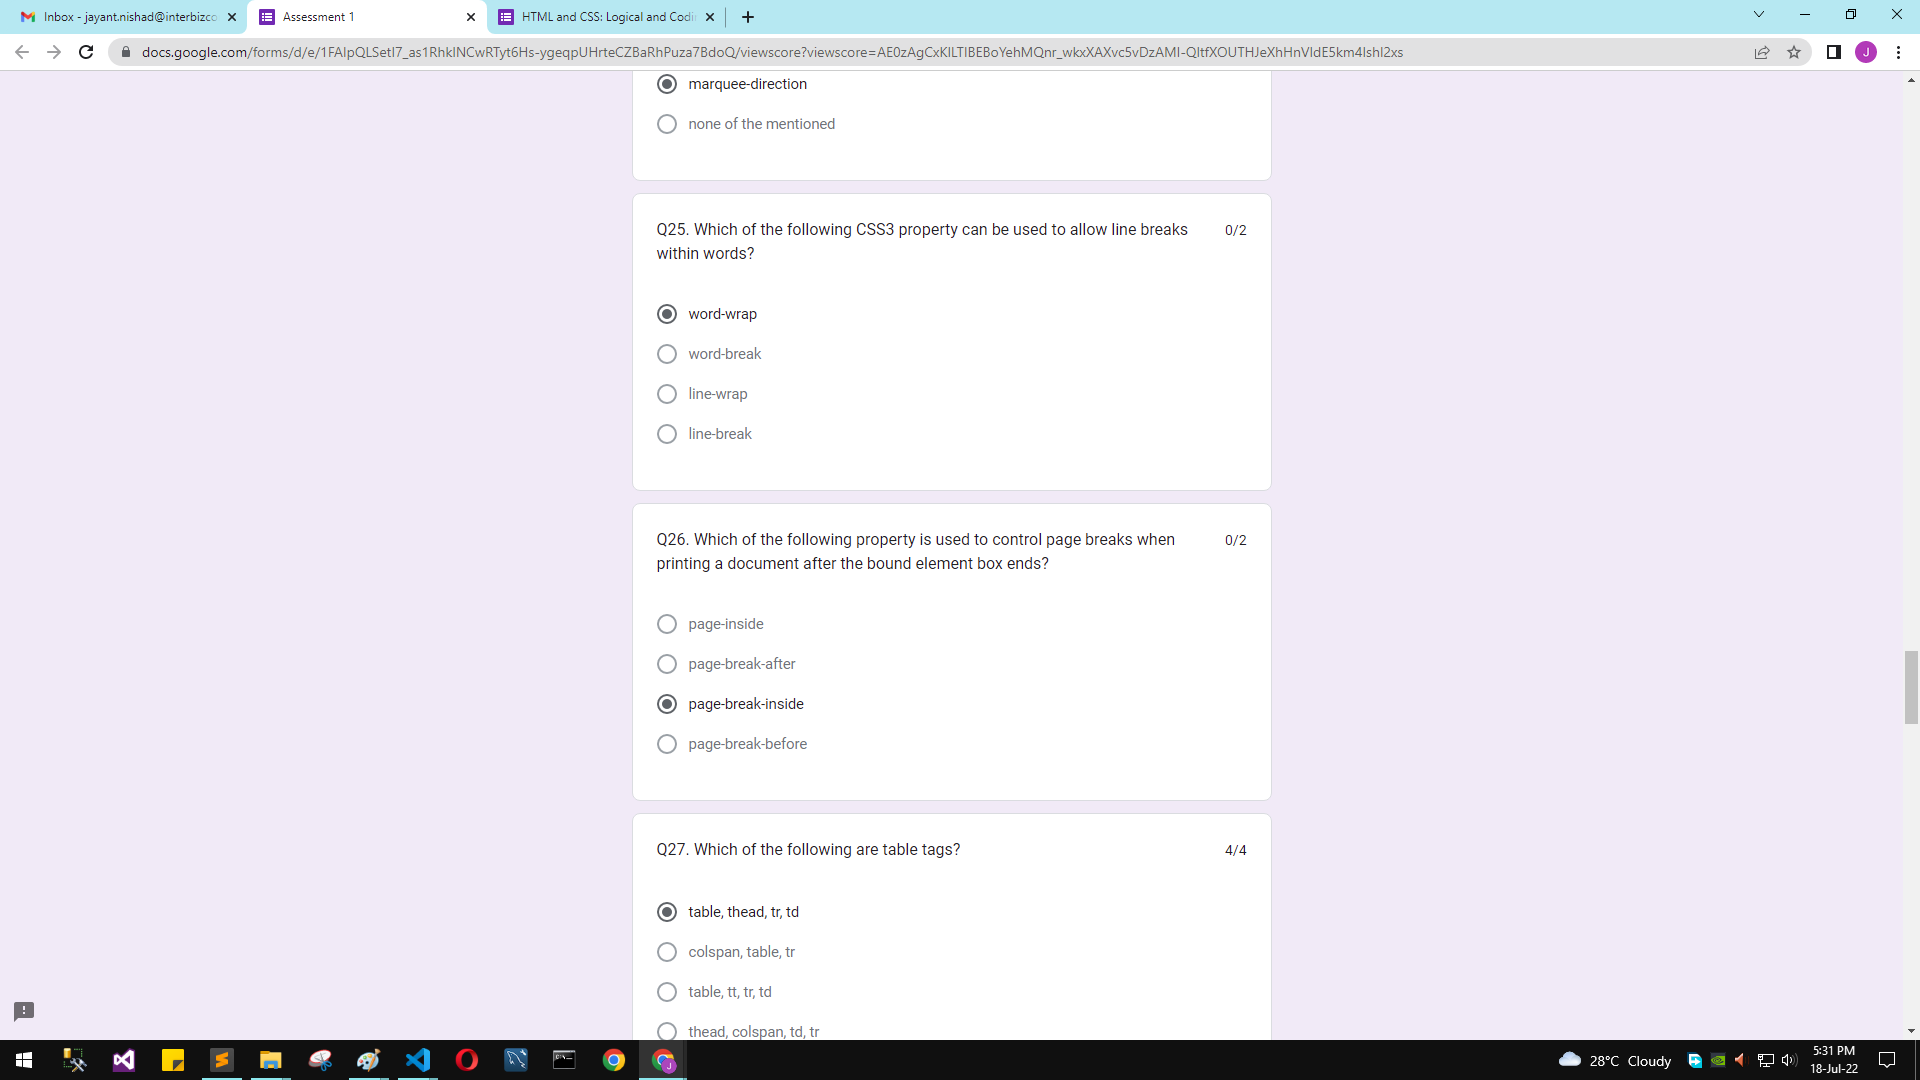 Inbox - jayant.nishad@interbizco
Assessment 1
HTML and CSS: Logical and Codi
docs.google.com/forms/d/e/1FAIpQLSetI7_as1RhkINCwRTyt6Hs-ygeqpUHrteCZBaRhPuza7BdoQ/viewscore?viewscore=AE0zAgCxKILTIBEBoYehMQnr_wkxXAXvc5vDzAMI-QItfXOUTHJeXhHnVIdE5km4Ishl2xs
J
marquee-direction
none of the mentioned
Q25. Which of the following CSS3 property can be used to allow line breaks 0/2
within words?
word-wrap
word-break
line-wrap
line-break
Q26. Which of the following property is used to control page breaks when 0/2
printing a document after the bound element box ends?
page-inside
page-break-after
page-break-inside
page-break-before
Q27. Which of the following are table tags? 4/4
table, thead, tr, td
colspan, table, tr
table, tt, tr, td
thead, colspan, td, tr
28°C Cloudy
5:31 PM
18-Jul-22